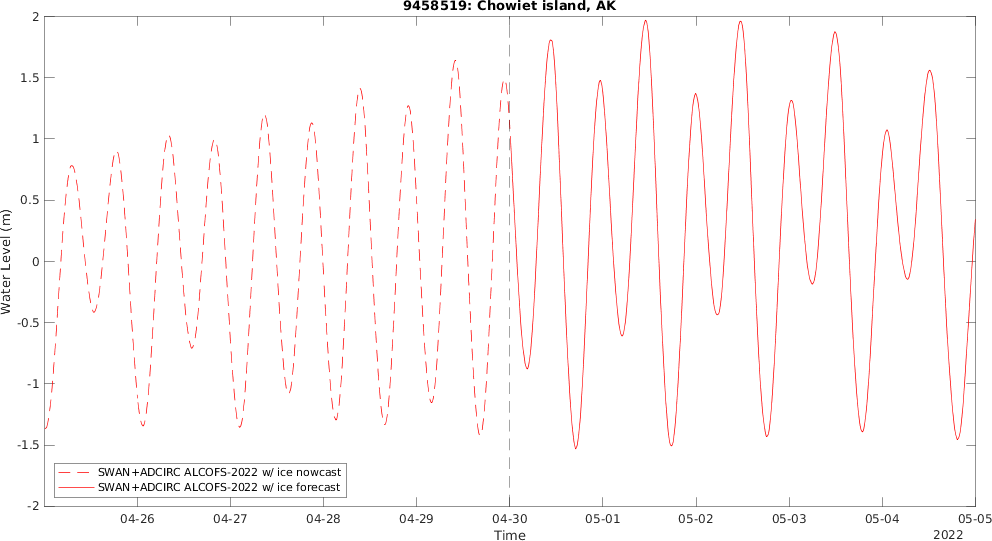 9458519: Chowiet island, AK
Water Level (m)
2
1.5
1
0.5
0
-0.5
-1
-1.5
-2
SWAN+ADCIRC ALCOFS-2022 w/ ice nowcast
SWAN+ADCIRC ALCOFS-2022 w/ ice forecast
04-26 04-27 04-28 04-29 04-30 05-01 05-02 05-03 05-04 05-05
Time
2022